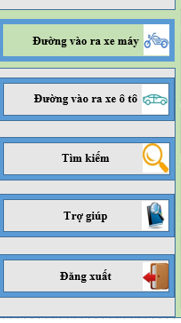 Đường vào ra xe máy
Đường vào ra xe ô tô
Tìm kiếm
Trợ giúp
Đăng xuất